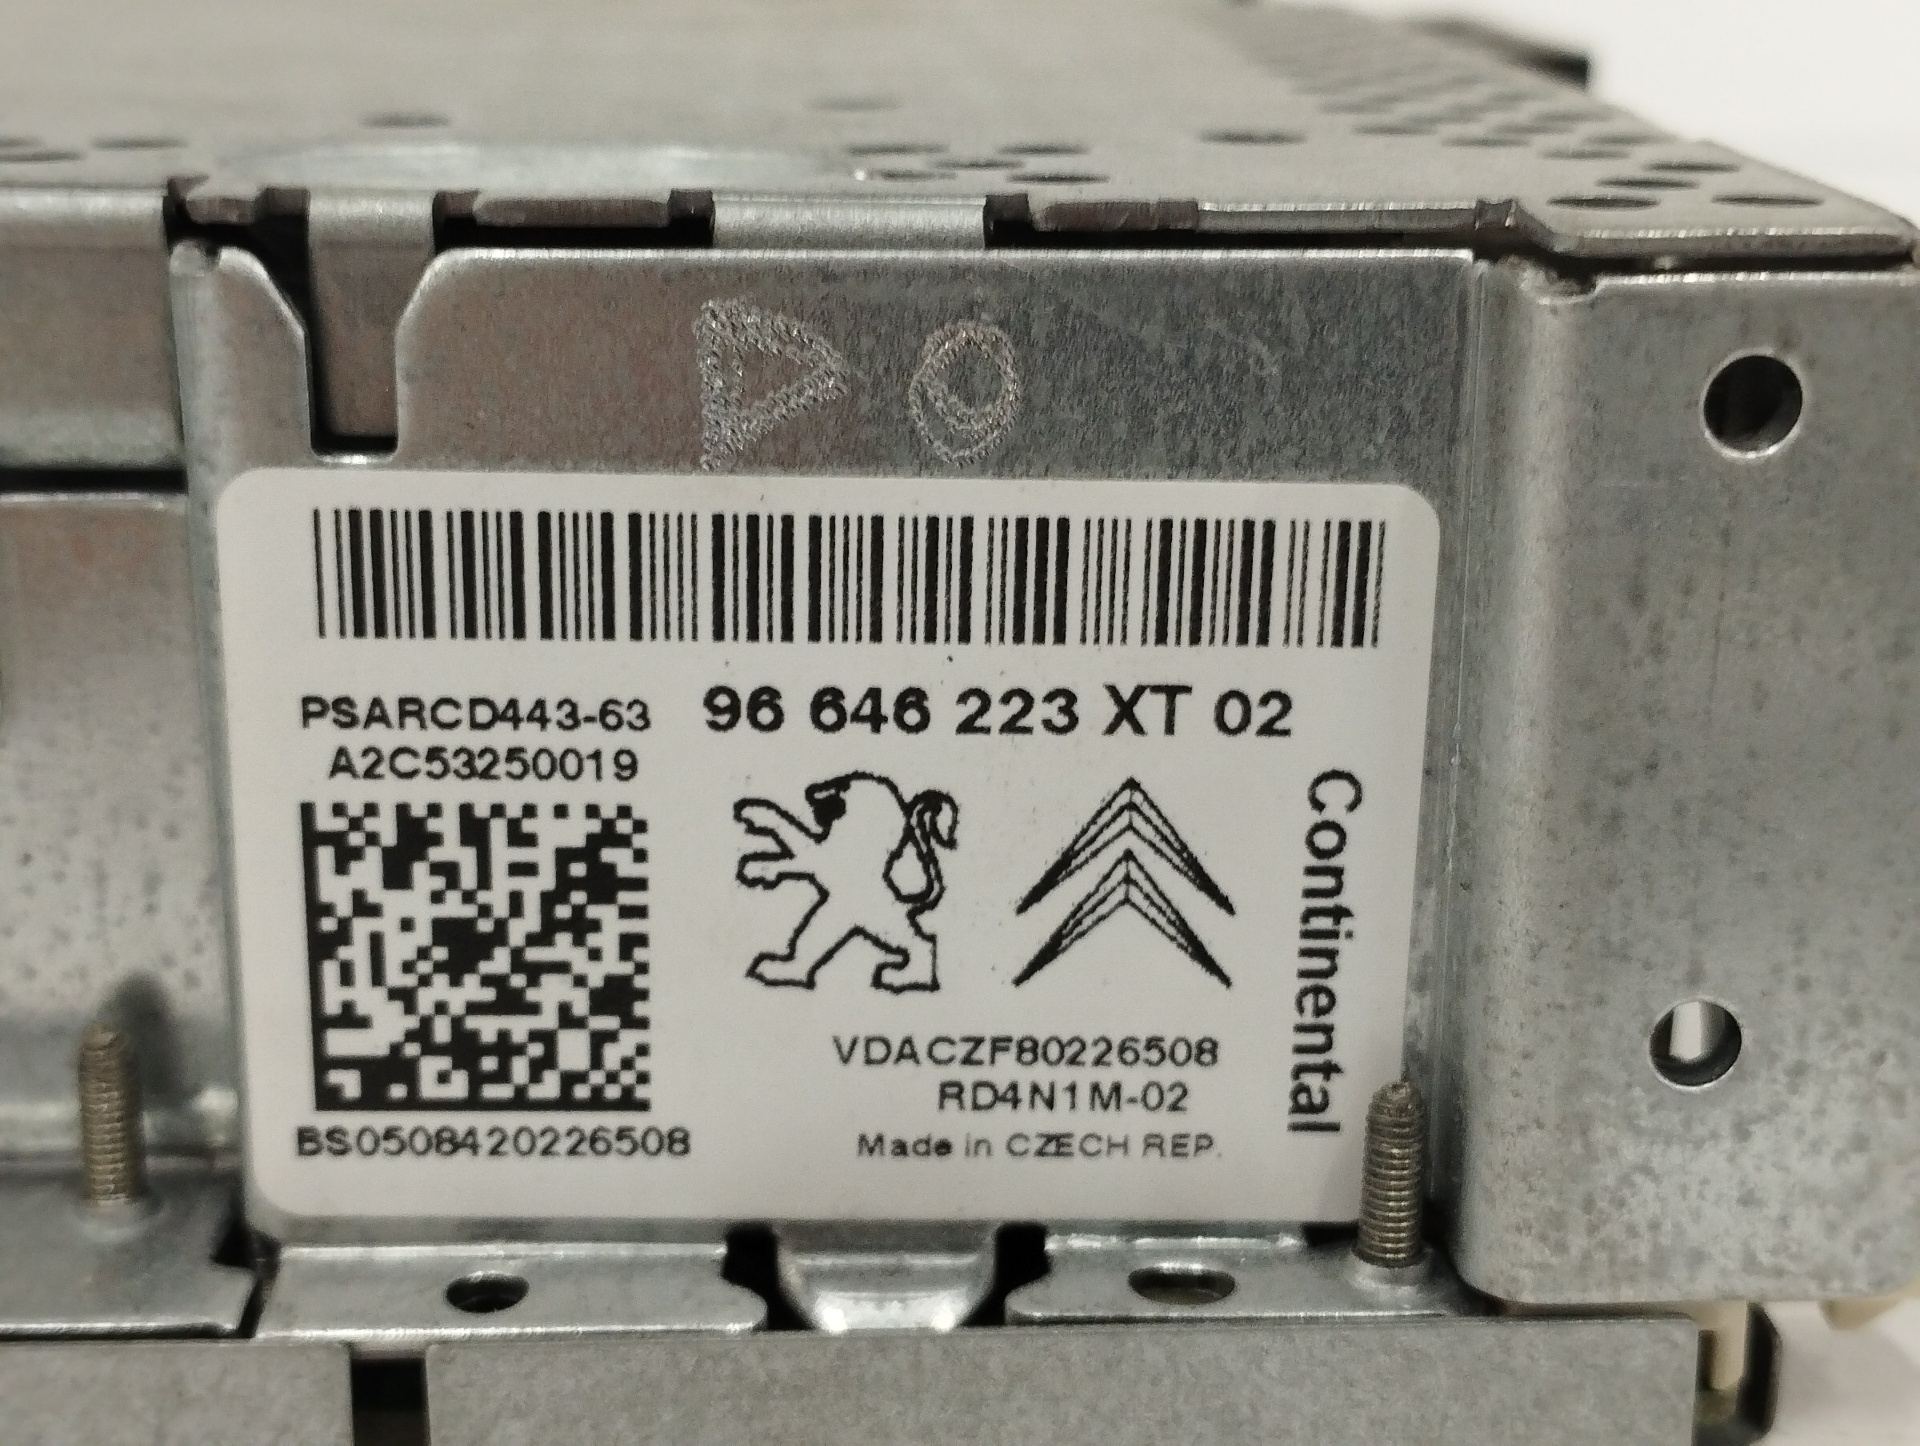 PSARCD443-63
96 646 223 XT 02
A2C53250019
Continental
VDACZF80226508
RD4N1M-02
BS0508420226508
Made in CZECH REP.